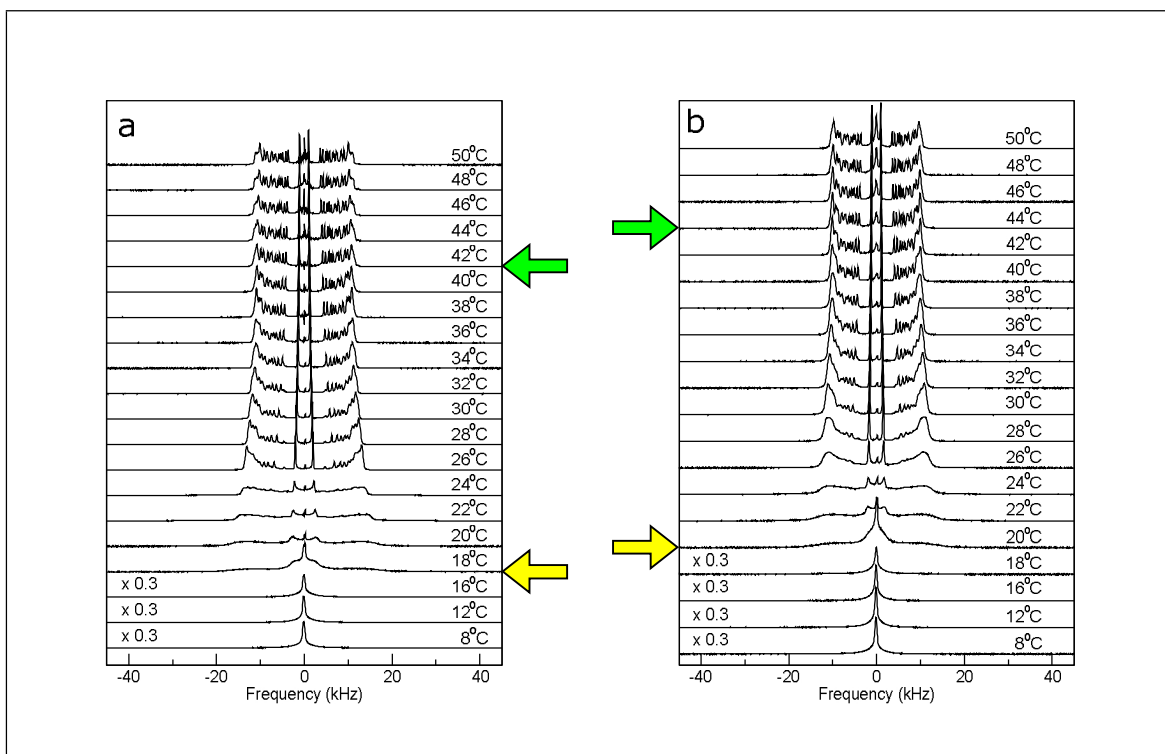 a
50°C
48°C
46°C
44°C
42°C
40°C
38°C
36°C
34°C
32°C
30°C
28°C
26°C
24°C
22°C
20°C
18°C
x 0.3 16°C
x 0.3 12°C
x 0.3 8°C
-40 -20 0 20 40
Frequency (kHz)
b
50°C
48°C
46°C
44°C
42°C
40°C
38°C
36°C
34°C
32°C
30°C
28°C
26°C
24°C
22°C
20°C
x 0.3 18°C
x 0.3 16°C
x 0.3 12°C
x 0.3 8°C
-40 -20 0 20 40
Frequency (kHz)